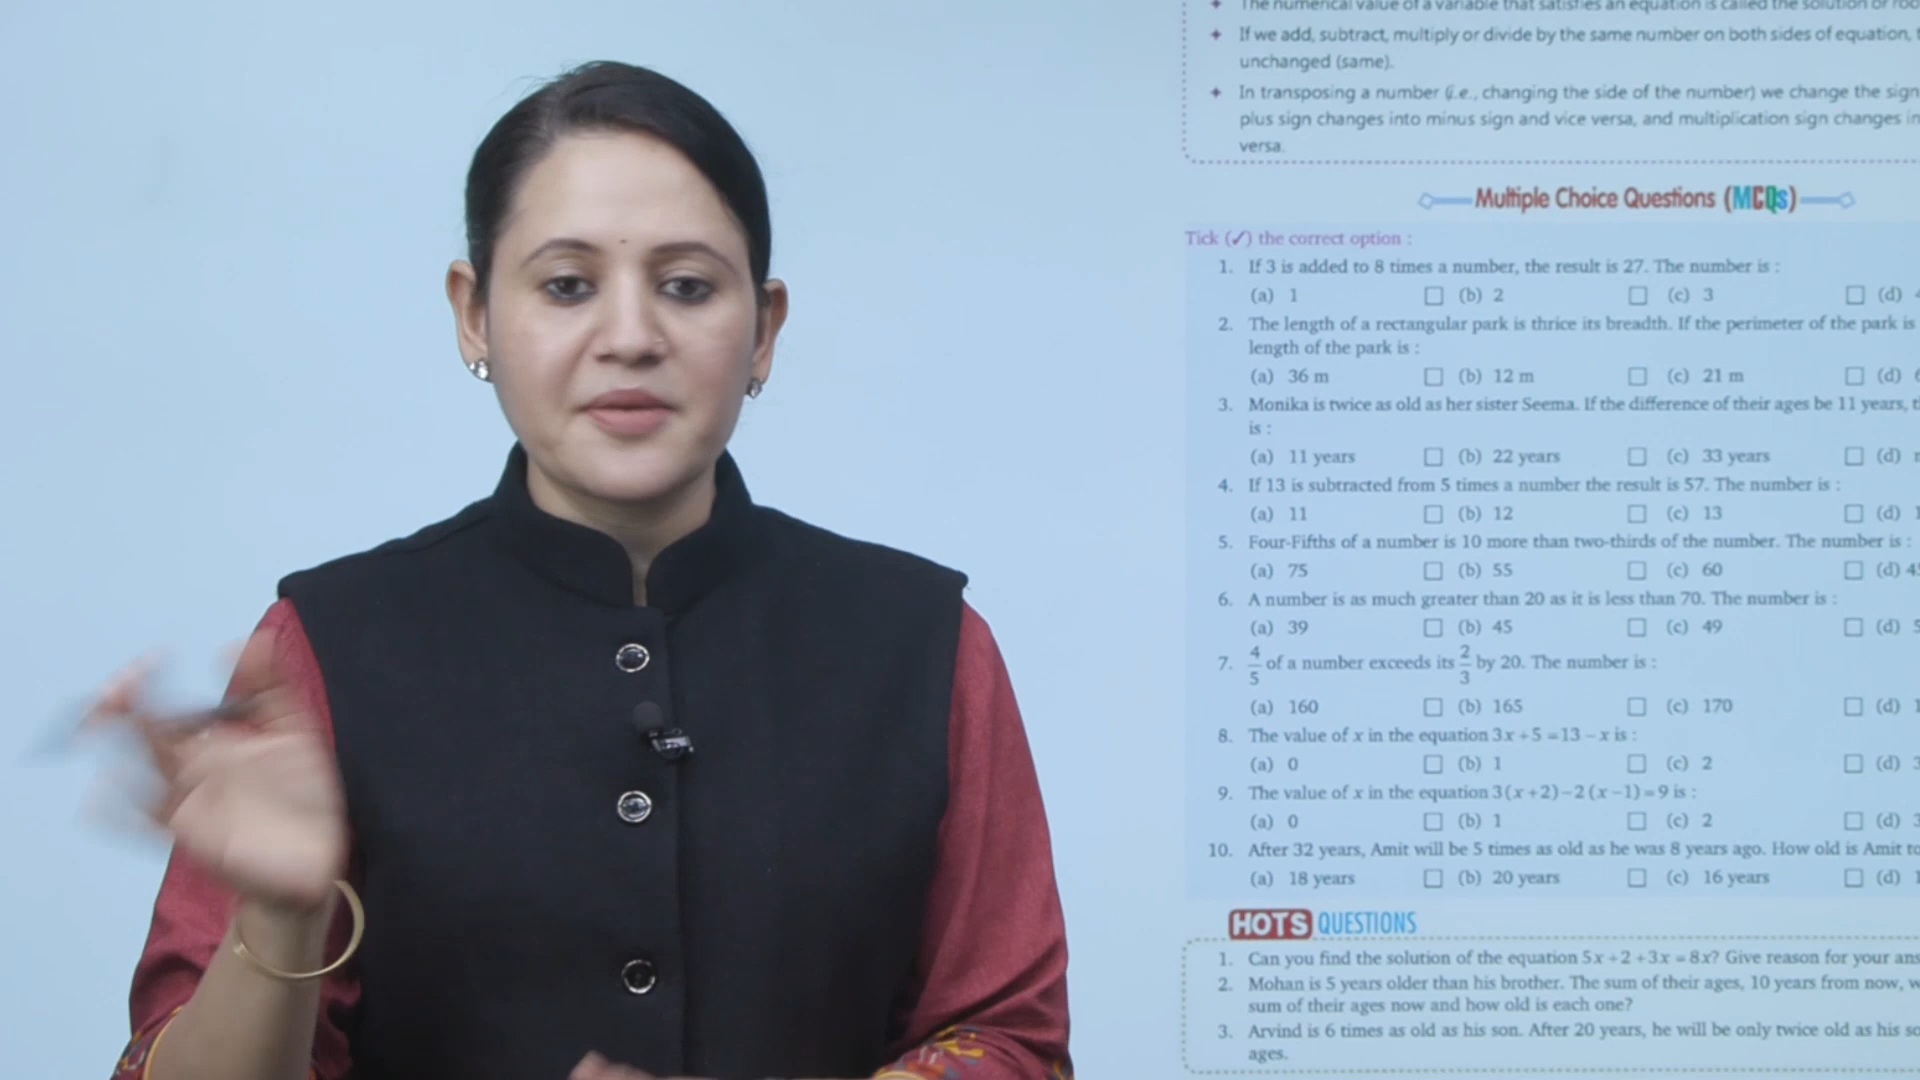 The numerical value of a variable that satisfies an equation is called the solution or
If we add, subtract, multiply or divide by the same number on both sides of equation,
unchanged (same).
In transposing a number (i.e., changing the side of the number) we change the sign
plus sign changes into minus sign and vice versa, and multiplication sign changes
versa.
Multiple Choice Questions (MCQs)
Tick (✓) the correct option :
1. If 3 is added to 8 times a number, the result is 27. The number is :
(a) 1 (b) 2 (c) 3 (d)
2. The length of a rectangular park is thrice its breadth. If the perimeter of the park is
length of the park is :
(a) 36 m (b) 12 m (c) 21 m (d)
3. Monika is twice as old as her sister Seema. If the difference of their ages be 11 years,
is :
(a) 11 years (b) 22 years (c) 33 years (d)
4. If 13 is subtracted from 5 times a number the result is 57. The number is :
(a) 11 (b) 12 (c) 13 (d)
5. Four-Fifths of a number is 10 more than two-thirds of the number. The number is :
(a) 75 (b) 55 (c) 60 (d)
6. A number is as much greater than 20 as it is less than 70. The number is :
(a) 39 (b) 45 (c) 49 (d)
7. 4/5 of a number exceeds its 2/3 by 20. The number is :
(a) 160 (b) 165 (c) 170 (d)
8. The value of x in the equation 3x + 5 = 13 – x is :
(a) 0 (b) 1 (c) 2 (d)
9. The value of x in the equation 3(x + 2) – 2(x – 1) = 9 is :
(a) 0 (b) 1 (c) 2 (d)
10. After 32 years, Amit will be 5 times as old as he was 8 years ago. How old is Amit
(a) 18 years (b) 20 years (c) 16 years (d)
HOTS QUESTIONS
1. Can you find the solution of the equation 5x + 2 + 3x = 8x? Give reason for your
2. Mohan is 5 years older than his brother. The sum of their ages, 10 years from now,
sum of their ages now and how old is each one?
3. Arvind is 6 times as old as his son. After 20 years, he will be only twice old as his
ages.